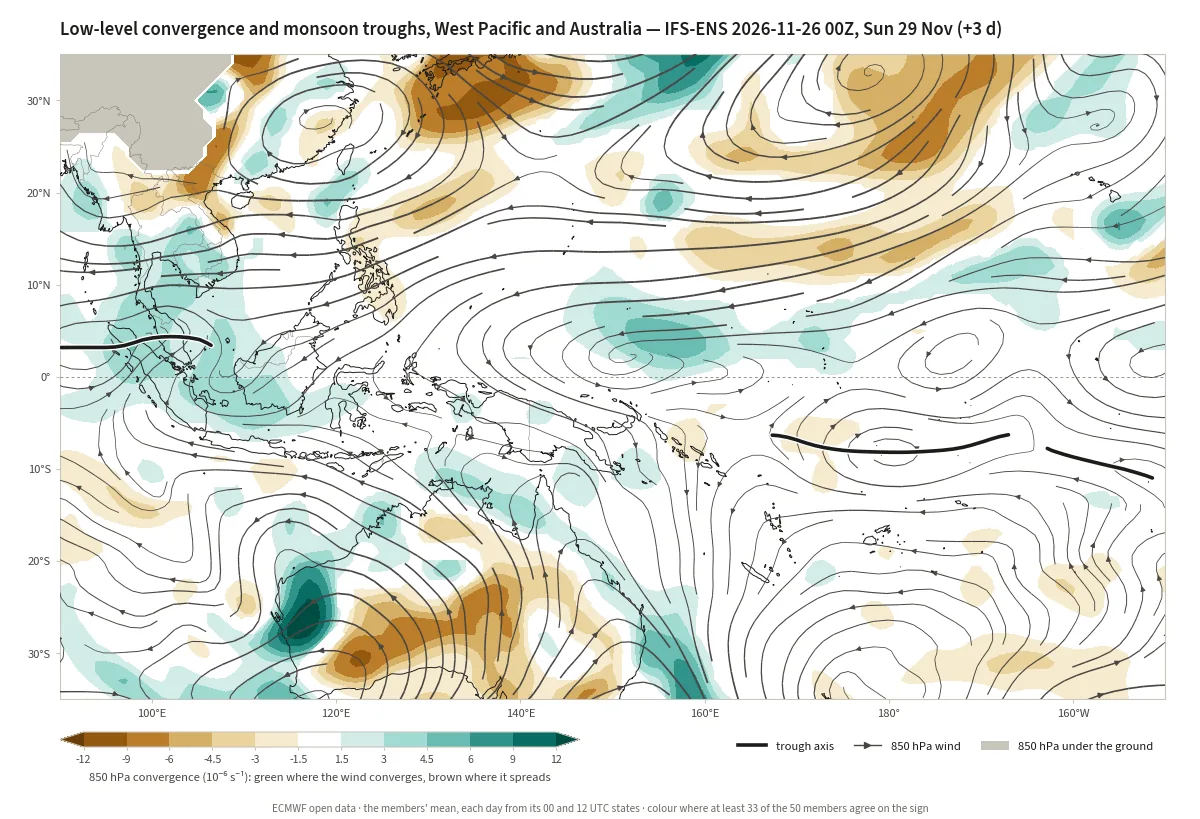 Low-level convergence and monsoon troughs, West Pacific and Australia — IFS-ENS 2026-11-26 00Z, Sun 29 Nov (+3 d)
30°N
20°N
10°N
0°
10°S
20°S
30°S
100°E 120°E 140°E 160°E 180° 160°W
-12 -9 -6 -4.5 -3 -1.5 1.5 3 4.5 6 9 12
850 hPa convergence (10⁻⁶ s⁻¹): green where the wind converges, brown where it spreads
trough axis 850 hPa wind 850 hPa under the ground
ECMWF open data · the members' mean, each day from its 00 and 12 UTC states · colour where at least 33 of the 50 members agree on the sign